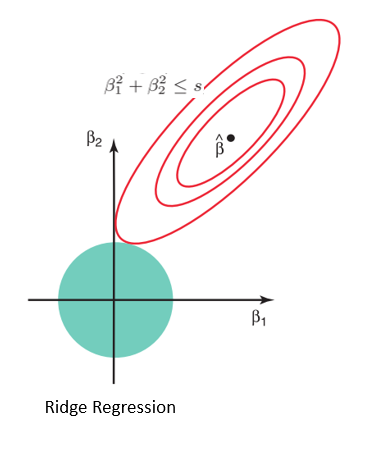 β₁² + β₂² ≤ s
β₂
β̂
β₁
Ridge Regression